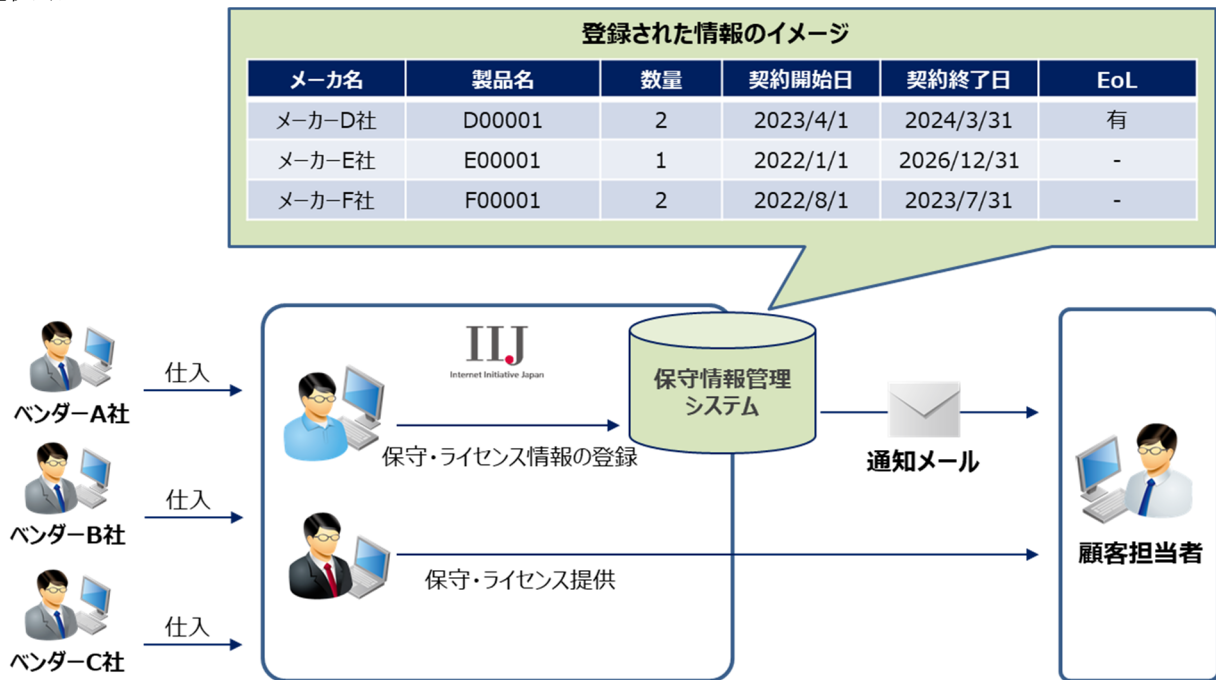 登録された情報のイメージ
メーカ名 製品名 数量 契約開始日 契約終了日 EoL
メーカーD社 D00001 2 2023/4/1 2024/3/31 有
メーカーE社 E00001 1 2022/1/1 2026/12/31 -
メーカーF社 F00001 2 2022/8/1 2023/7/31 -
ベンダーA社
仕入
ベンダーB社
仕入
ベンダーC社
仕入
IIJ
Internet Initiative Japan
保守・ライセンス情報の登録
保守情報管理
システム
通知メール
保守・ライセンス提供
顧客担当者